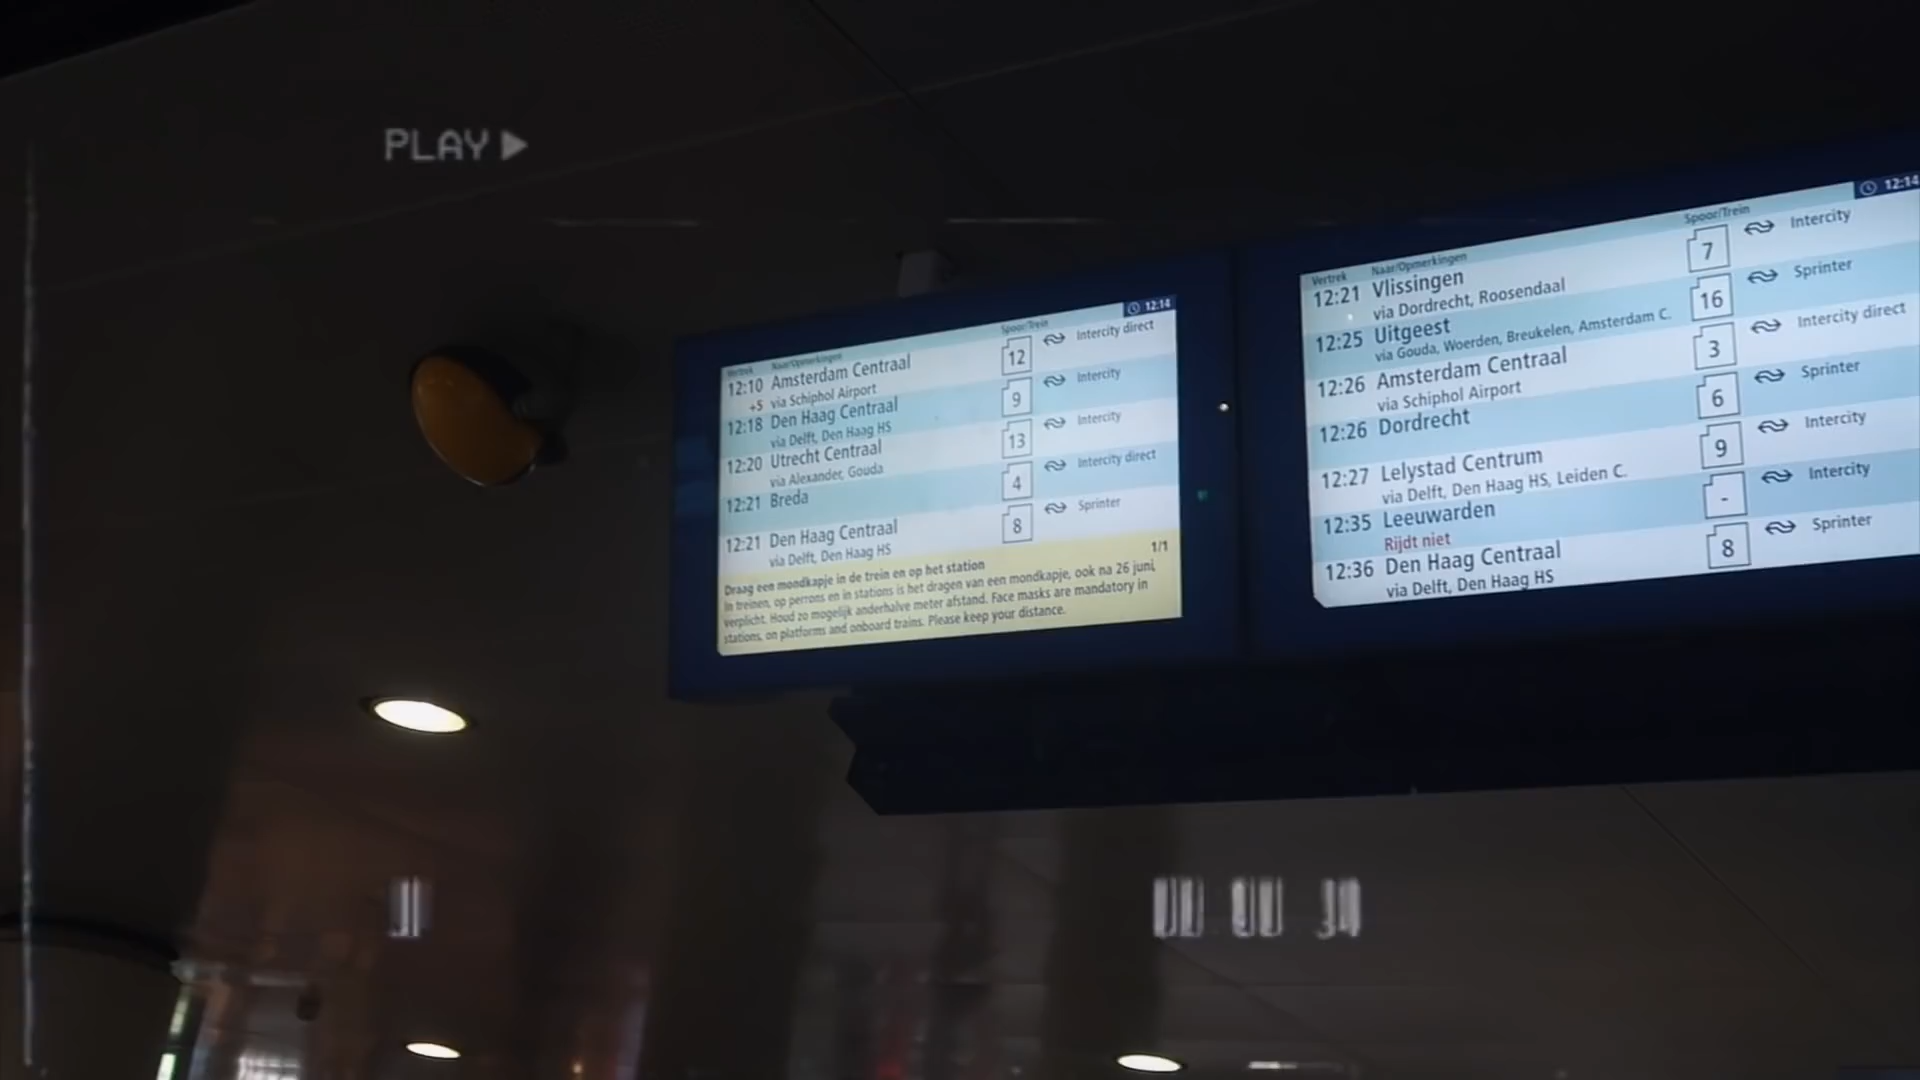 PLAY
12:14
Vertrek Naar/Opmerkingen Spoor/Trein
12:10 Amsterdam Centraal 12 Intercity direct
+5 via Schiphol Airport
12:18 Den Haag Centraal 9 Intercity
via Delft, Den Haag HS
12:20 Utrecht Centraal 13 Intercity
via Alexander, Gouda
12:21 Breda 4 Intercity direct
12:21 Den Haag Centraal 8 Sprinter
via Delft, Den Haag HS
1/1
Draag een mondkapje in de trein en op het station
In treinen, op perrons en in stations is het dragen van een mondkapje, ook na 26 juni,
verplicht. Houd zo mogelijk anderhalve meter afstand. Face masks are mandatory in
stations, on platforms and onboard trains. Please keep your distance.
12:14
Vertrek Naar/Opmerkingen Spoor/Trein
12:21 Vlissingen 7 Intercity
via Dordrecht, Roosendaal
12:25 Uitgeest 16 Sprinter
via Gouda, Woerden, Breukelen, Amsterdam C.
12:26 Amsterdam Centraal 3 Intercity direct
via Schiphol Airport
12:26 Dordrecht 6 Sprinter
12:27 Lelystad Centrum 9 Intercity
via Delft, Den Haag HS, Leiden C.
12:35 Leeuwarden - Intercity
Rijdt niet
12:36 Den Haag Centraal 8 Sprinter
via Delft, Den Haag HS